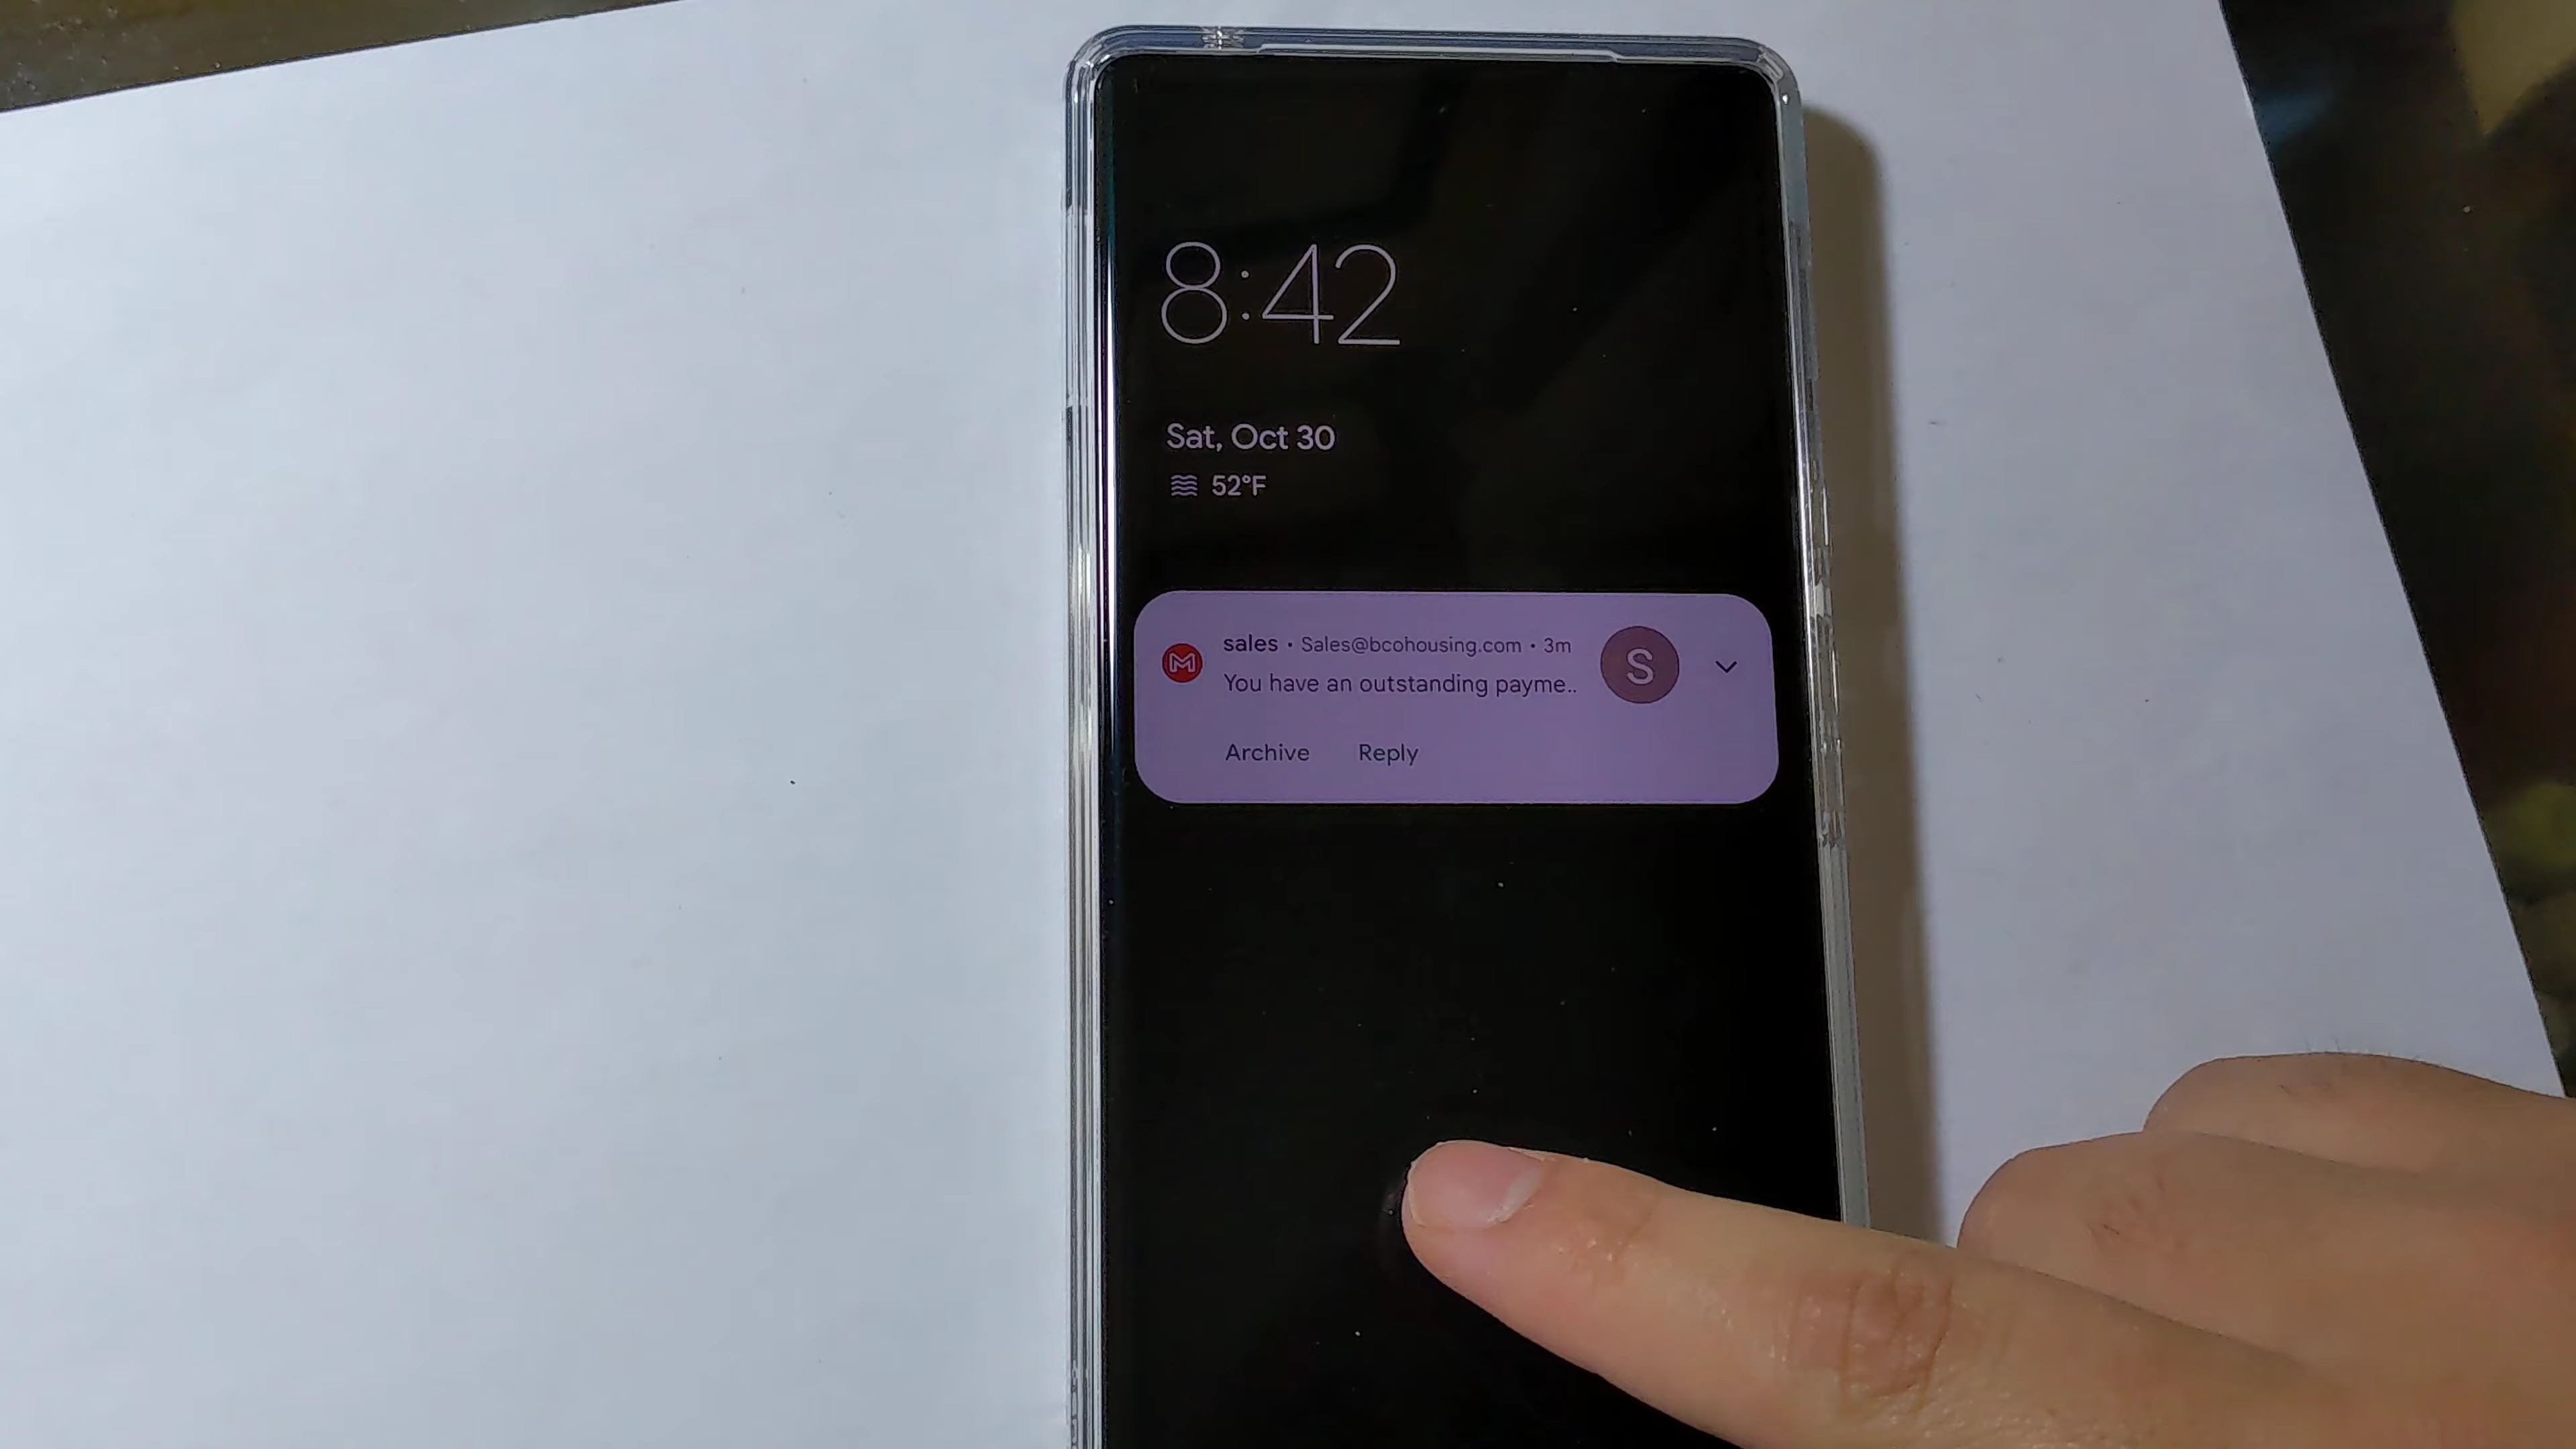 8:42
Sat, Oct 30
52°F
sales • Sales@bcohousing.com • 3m
You have an outstanding payme..
S
Archive Reply